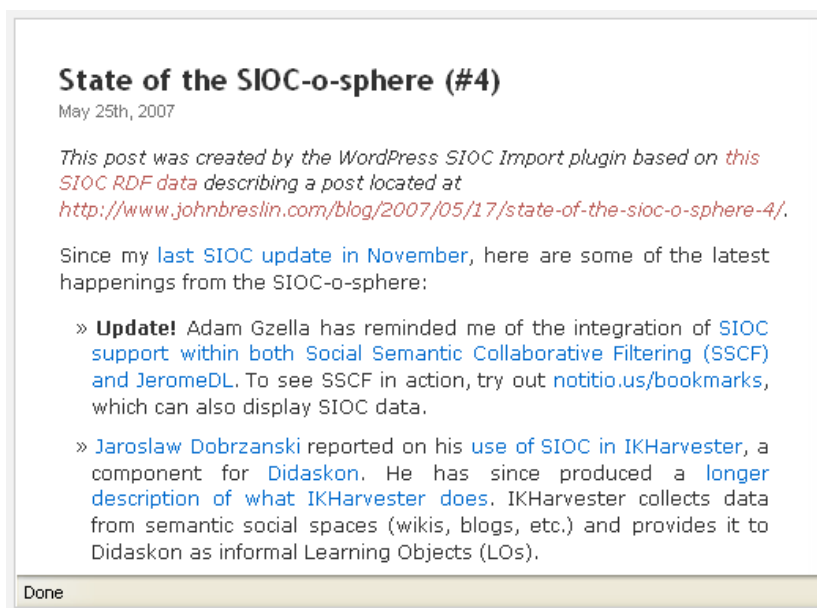 State of the SIOC-o-sphere (#4)
May 25th, 2007
This post was created by the WordPress SIOC Import plugin based on this
SIOC RDF data describing a post located at
http://www.johnbreslin.com/blog/2007/05/17/state-of-the-sioc-o-sphere-4/.
Since my last SIOC update in November, here are some of the latest
happenings from the SIOC-o-sphere:
» Update! Adam Gzella has reminded me of the integration of SIOC
support within both Social Semantic Collaborative Filtering (SSCF)
and JeromeDL. To see SSCF in action, try out notitio.us/bookmarks,
which can also display SIOC data.
» Jaroslaw Dobrzanski reported on his use of SIOC in IKHarvester, a
component for Didaskon. He has since produced a longer
description of what IKHarvester does. IKHarvester collects data
from semantic social spaces (wikis, blogs, etc.) and provides it to
Didaskon as informal Learning Objects (LOs).
Done